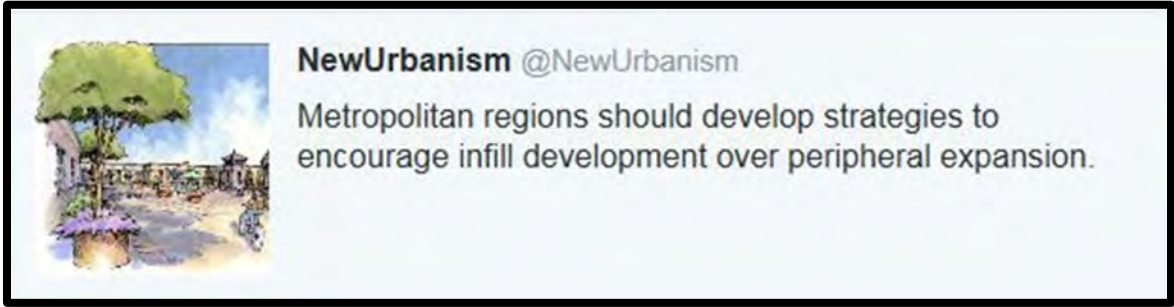 NewUrbanism @NewUrbanism
Metropolitan regions should develop strategies to
encourage infill development over peripheral expansion.